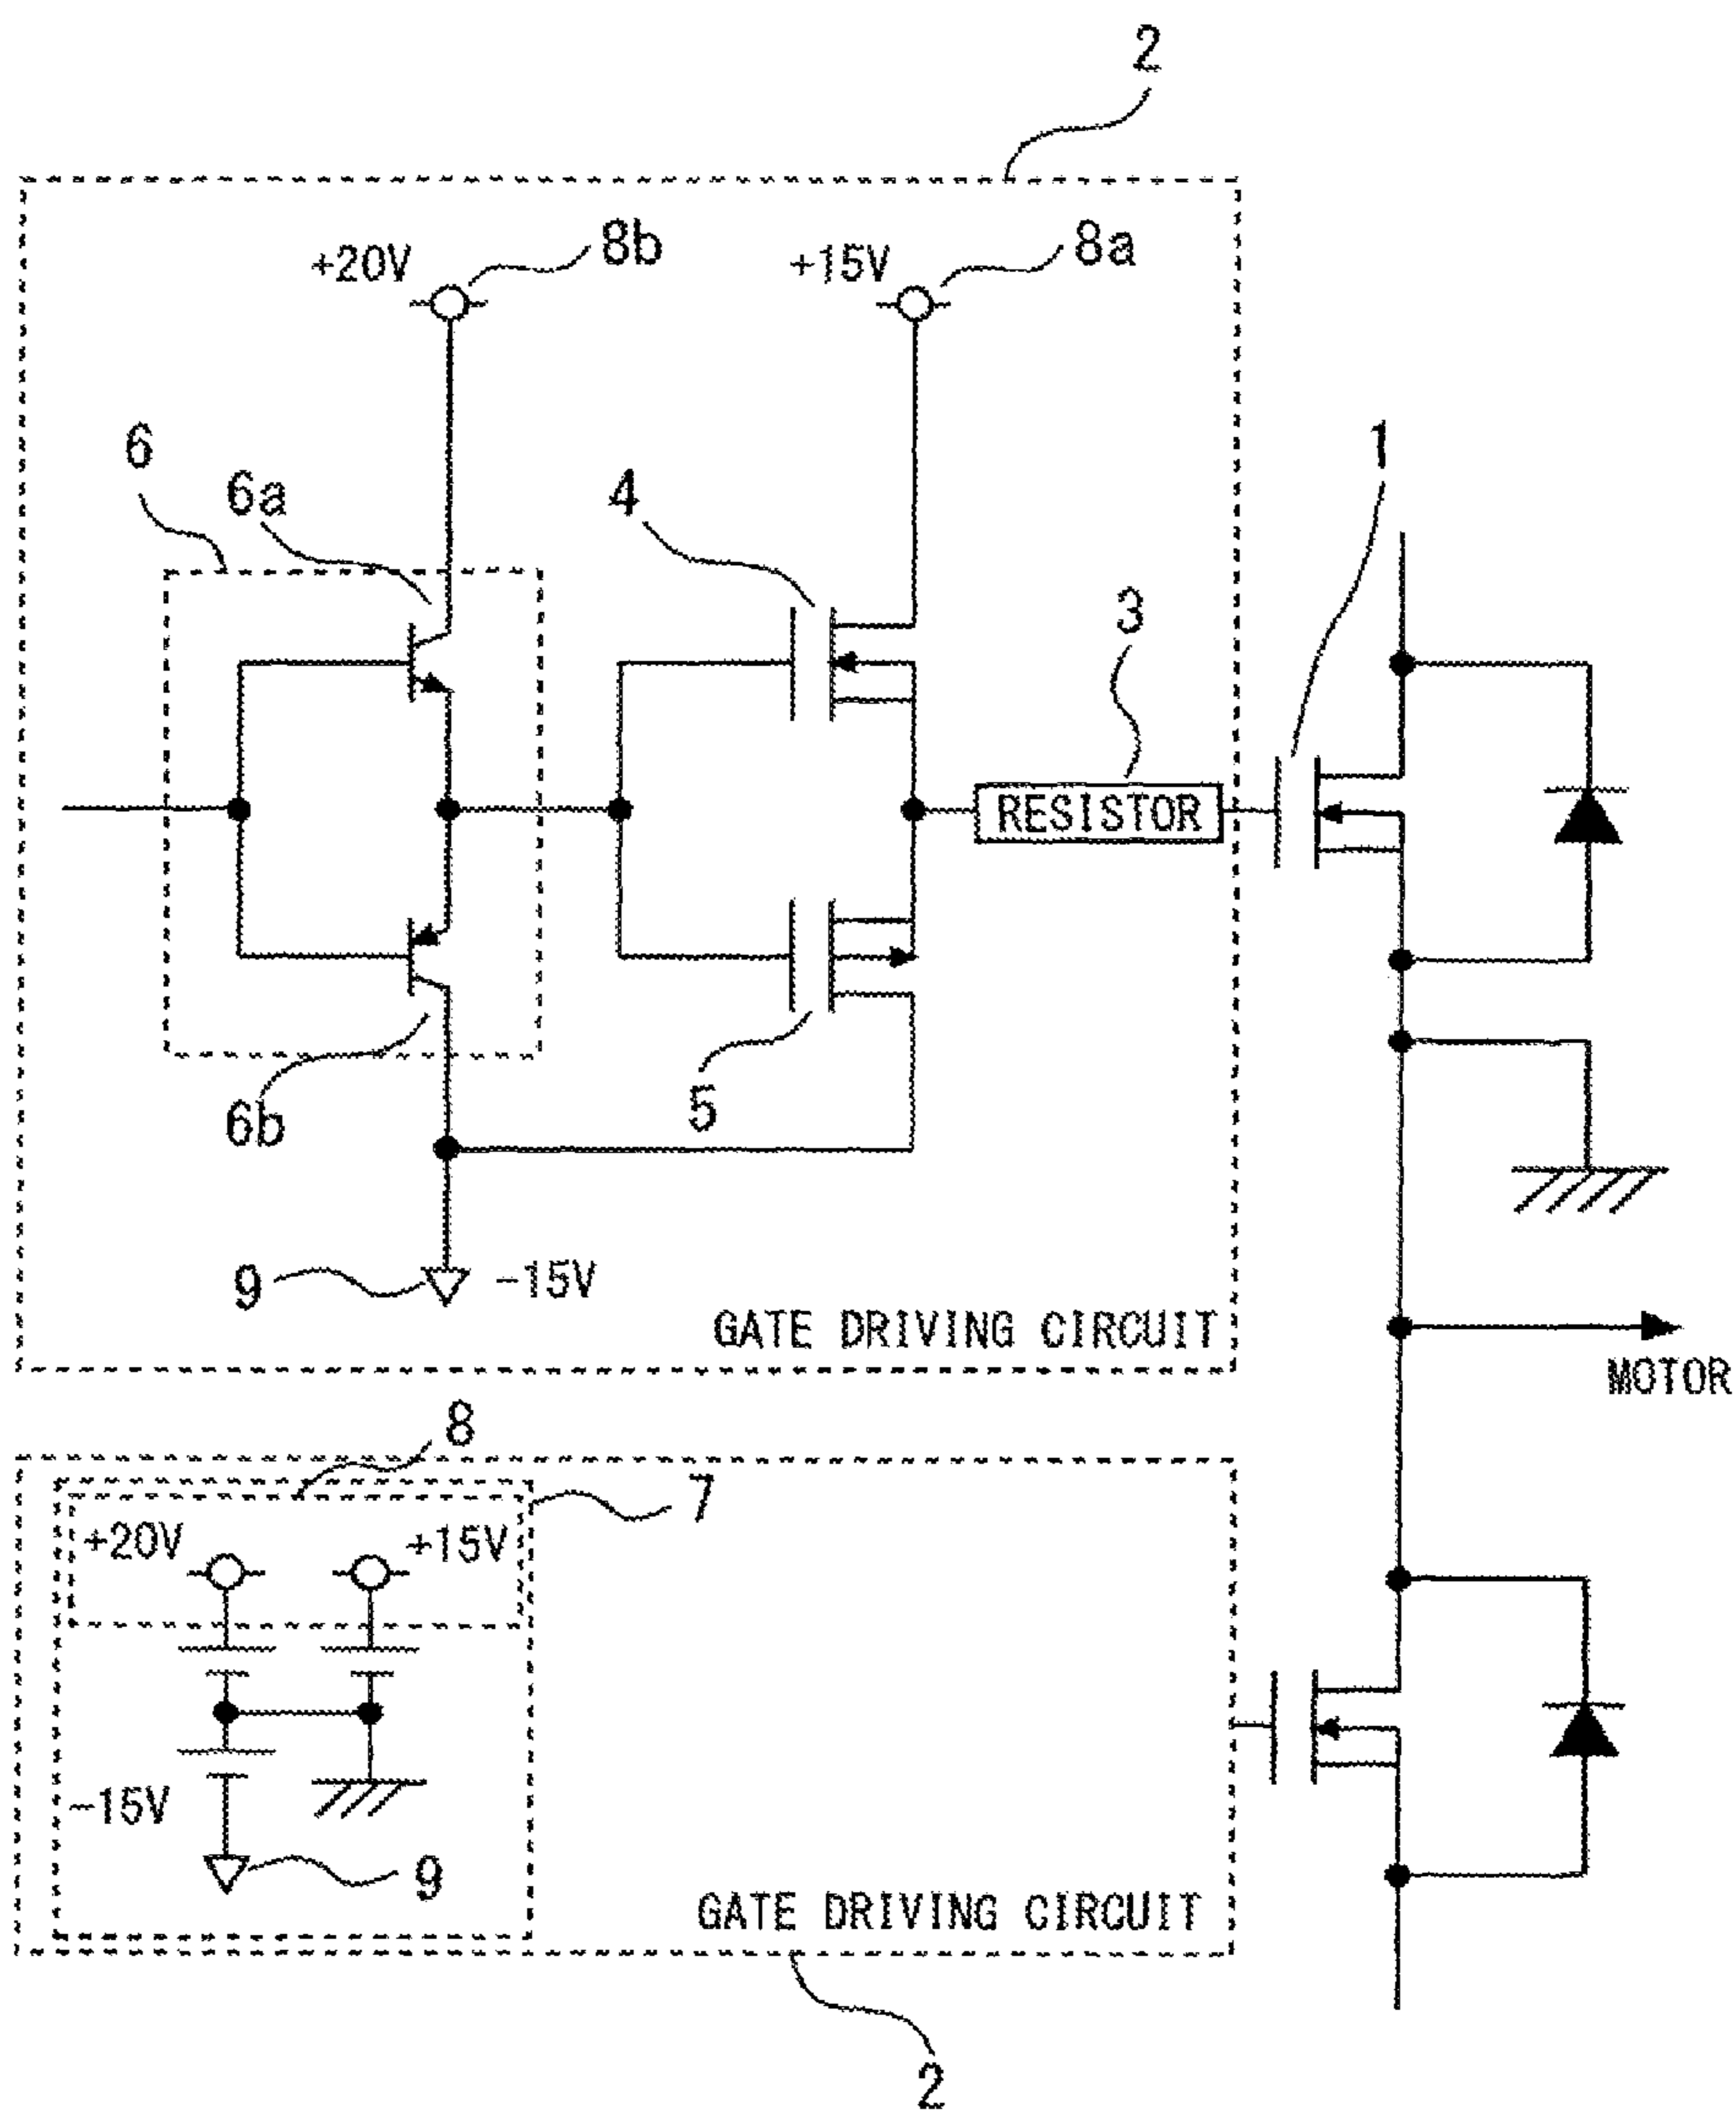 2
+20V 8b +15V 8a
6 6a 4 1
3
RESISTOR
6b 5
9 -15V
GATE DRIVING CIRCUIT
MOTOR
8
7
+20V +15V
-15V
9
GATE DRIVING CIRCUIT
2